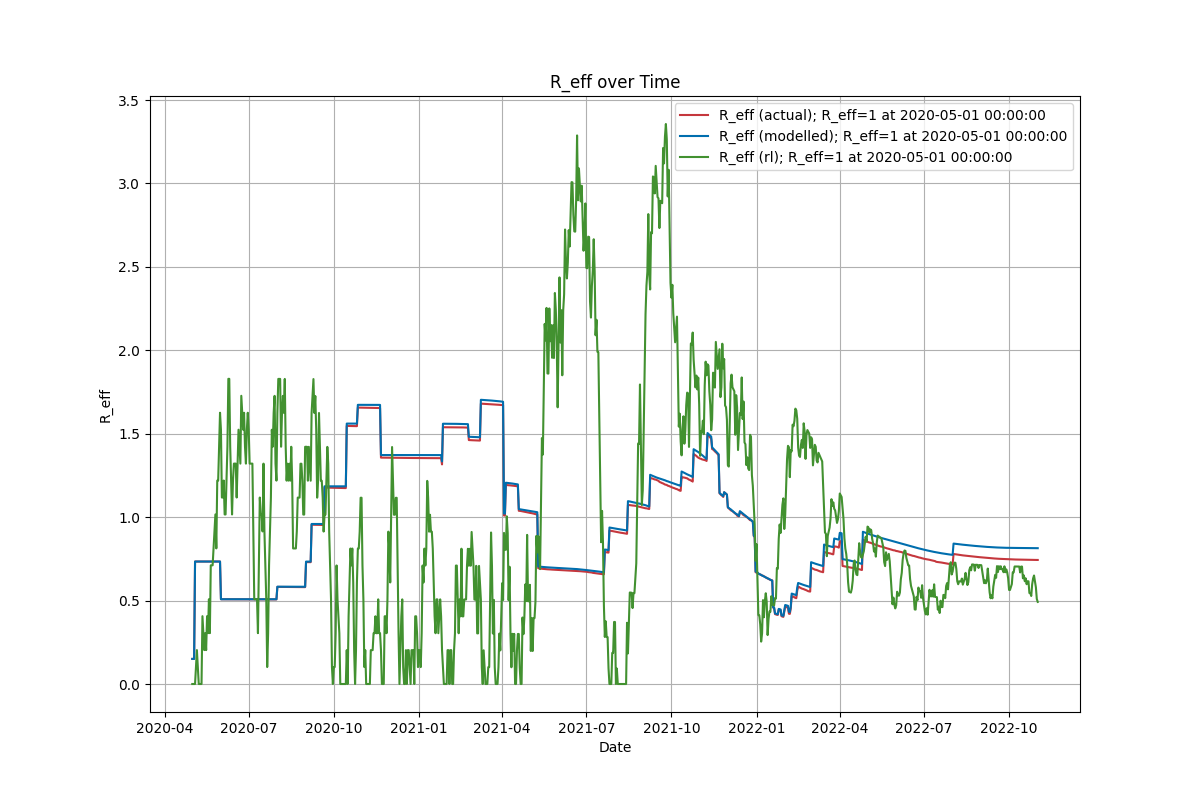 R_eff over Time
R_eff (actual); R_eff=1 at 2020-05-01 00:00:00
R_eff (modelled); R_eff=1 at 2020-05-01 00:00:00
R_eff (rl); R_eff=1 at 2020-05-01 00:00:00
R_eff
3.5
3.0
2.5
2.0
1.5
1.0
0.5
0.0
2020-04 2020-07 2020-10 2021-01 2021-04 2021-07 2021-10 2022-01 2022-04 2022-07 2022-10
Date